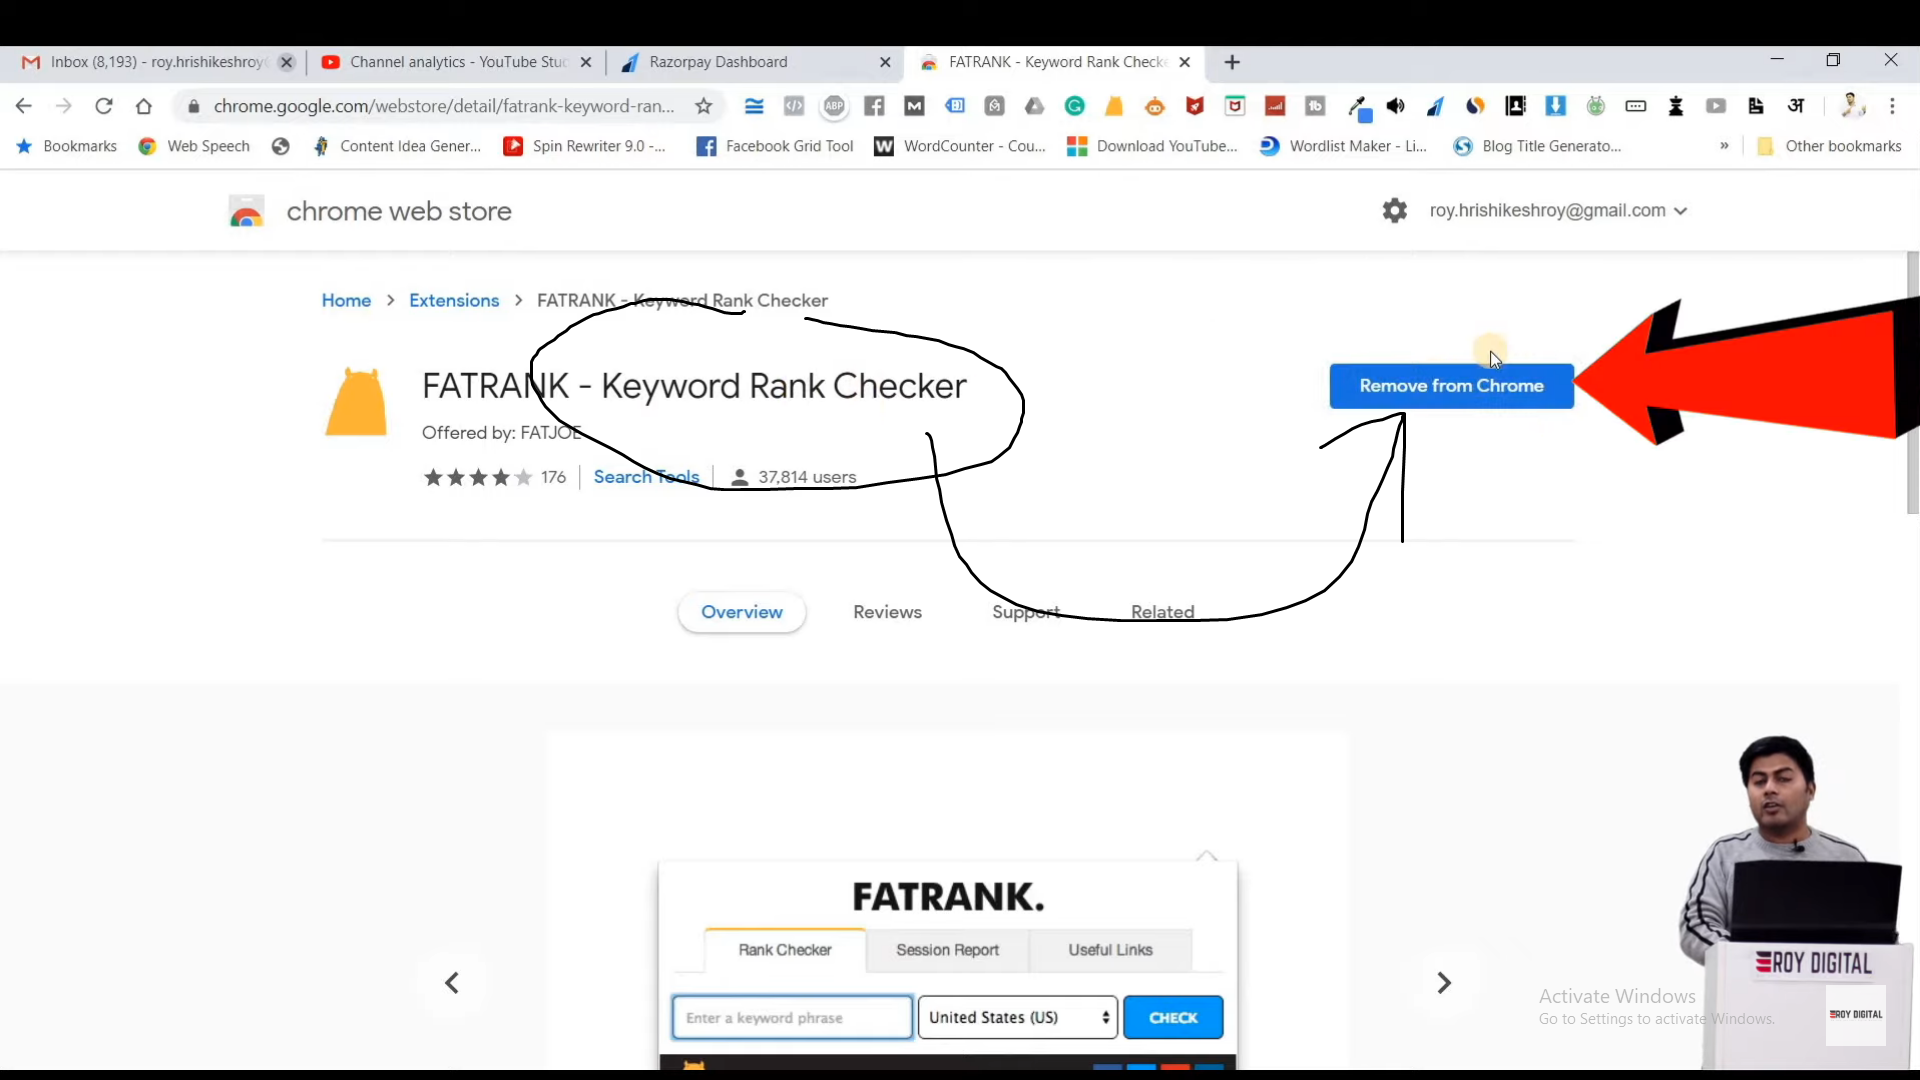 Inbox (8,193) - roy.hrishikeshroy
Channel analytics - YouTube Stu
Razorpay Dashboard
FATRANK - Keyword Rank Checke
chrome.google.com/webstore/detail/fatrank-keyword-ran...
ABP
M
tb
अ
Bookmarks
Web Speech
Content Idea Gener...
Spin Rewriter 9.0 -...
Facebook Grid Tool
W
WordCounter - Cou...
Download YouTube...
Wordlist Maker - Li...
Blog Title Generato...
»
Other bookmarks
chrome web store
roy.hrishikeshroy@gmail.com
Home > Extensions > FATRANK - Keyword Rank Checker
FATRANK - Keyword Rank Checker
Remove from Chrome
Offered by: FATJOE
176
Search Tools
37,814 users
Overview
Reviews
Support
Related
FATRANK.
Rank Checker
Session Report
Useful Links
Enter a keyword phrase
United States (US)
CHECK
ROY DIGITAL
Activate Windows
Go to Settings to activate Windows.
ROY DIGITAL